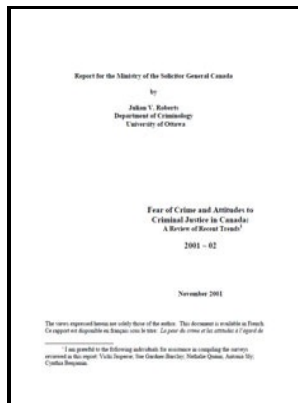 Report for the Ministry of the Solicitor General Canada
by
Julian V. Roberts
Department of Criminology
University of Ottawa
Fear of Crime and Attitudes to
Criminal Justice in Canada:
A Review of Recent Trends¹
2001 – 02
November 2001
The views expressed herein are solely those of the author. This document is available in French.
Ce rapport est disponible en français sous le titre: La peur du crime et les attitudes à l'égard de
¹ I am grateful to the following individuals for assistance in compiling the surveys
reviewed in this report: Vicki Jesperse; Sue Gardner-Barclay; Nathalie Quann; Antonia Sly;
Cynthia Benjamin.